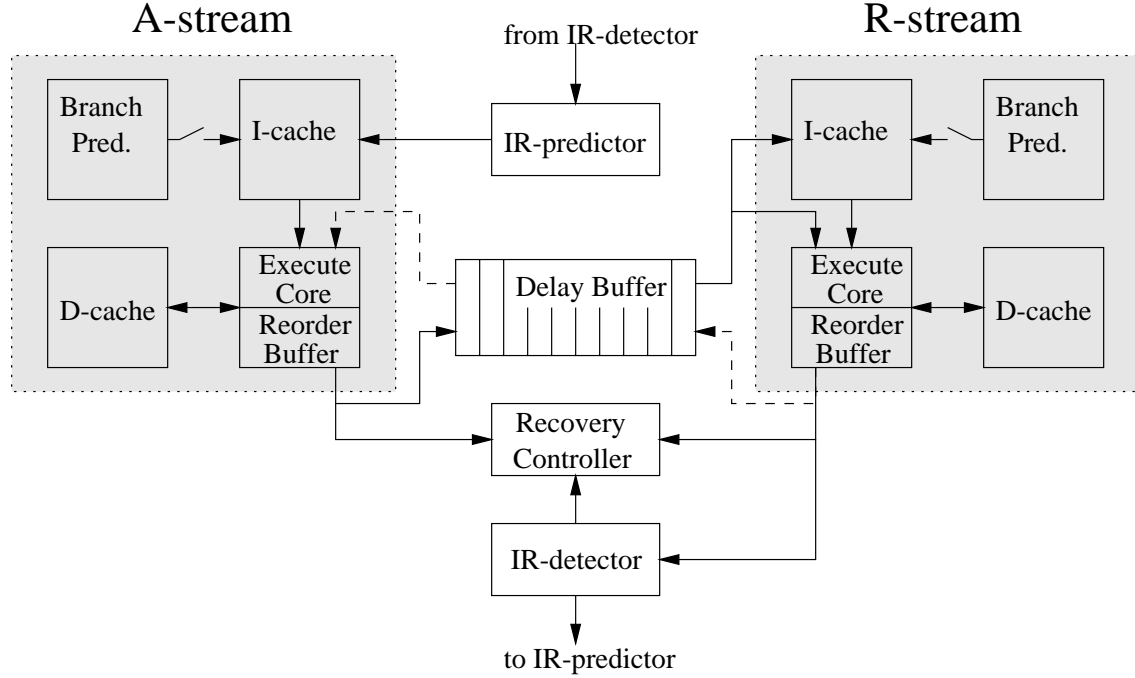 A-stream
R-stream
from IR-detector
Branch
Pred.
I-cache
IR-predictor
I-cache
Branch
Pred.
D-cache
Execute
Core
Reorder
Buffer
Delay Buffer
Execute
Core
Reorder
Buffer
D-cache
Recovery
Controller
IR-detector
to IR-predictor